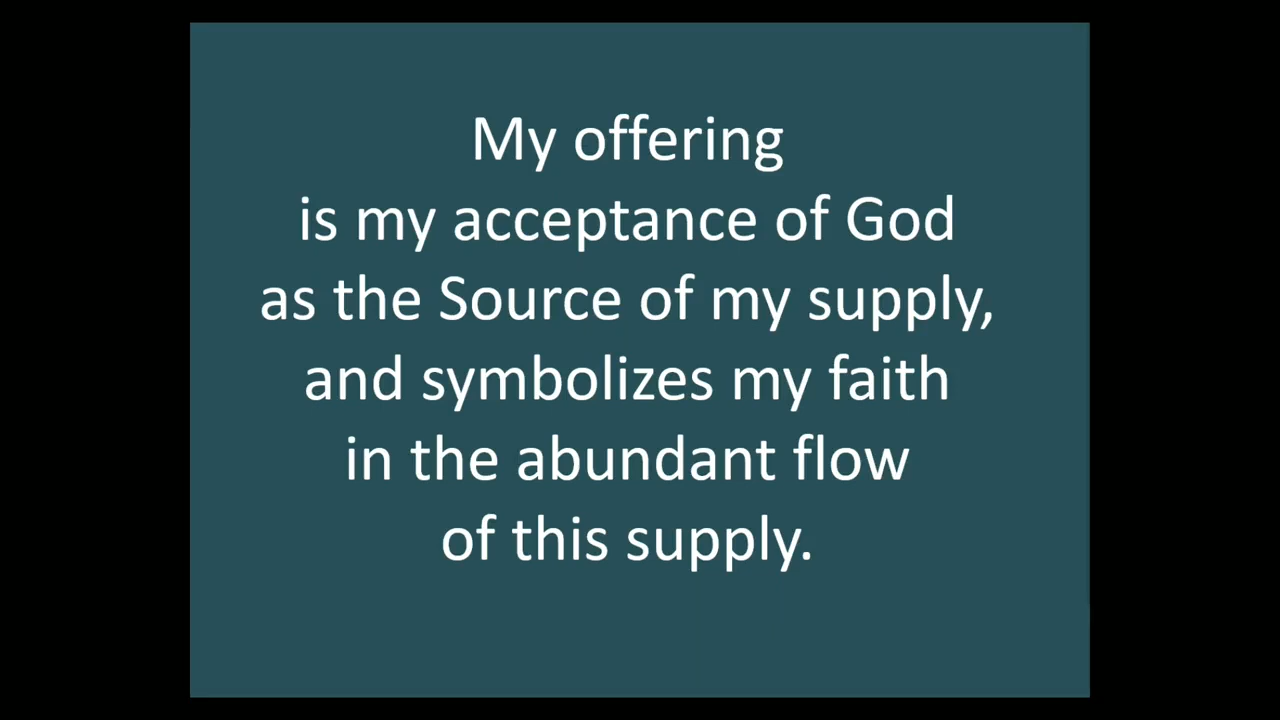 My offering
is my acceptance of God
as the Source of my supply,
and symbolizes my faith
in the abundant flow
of this supply.